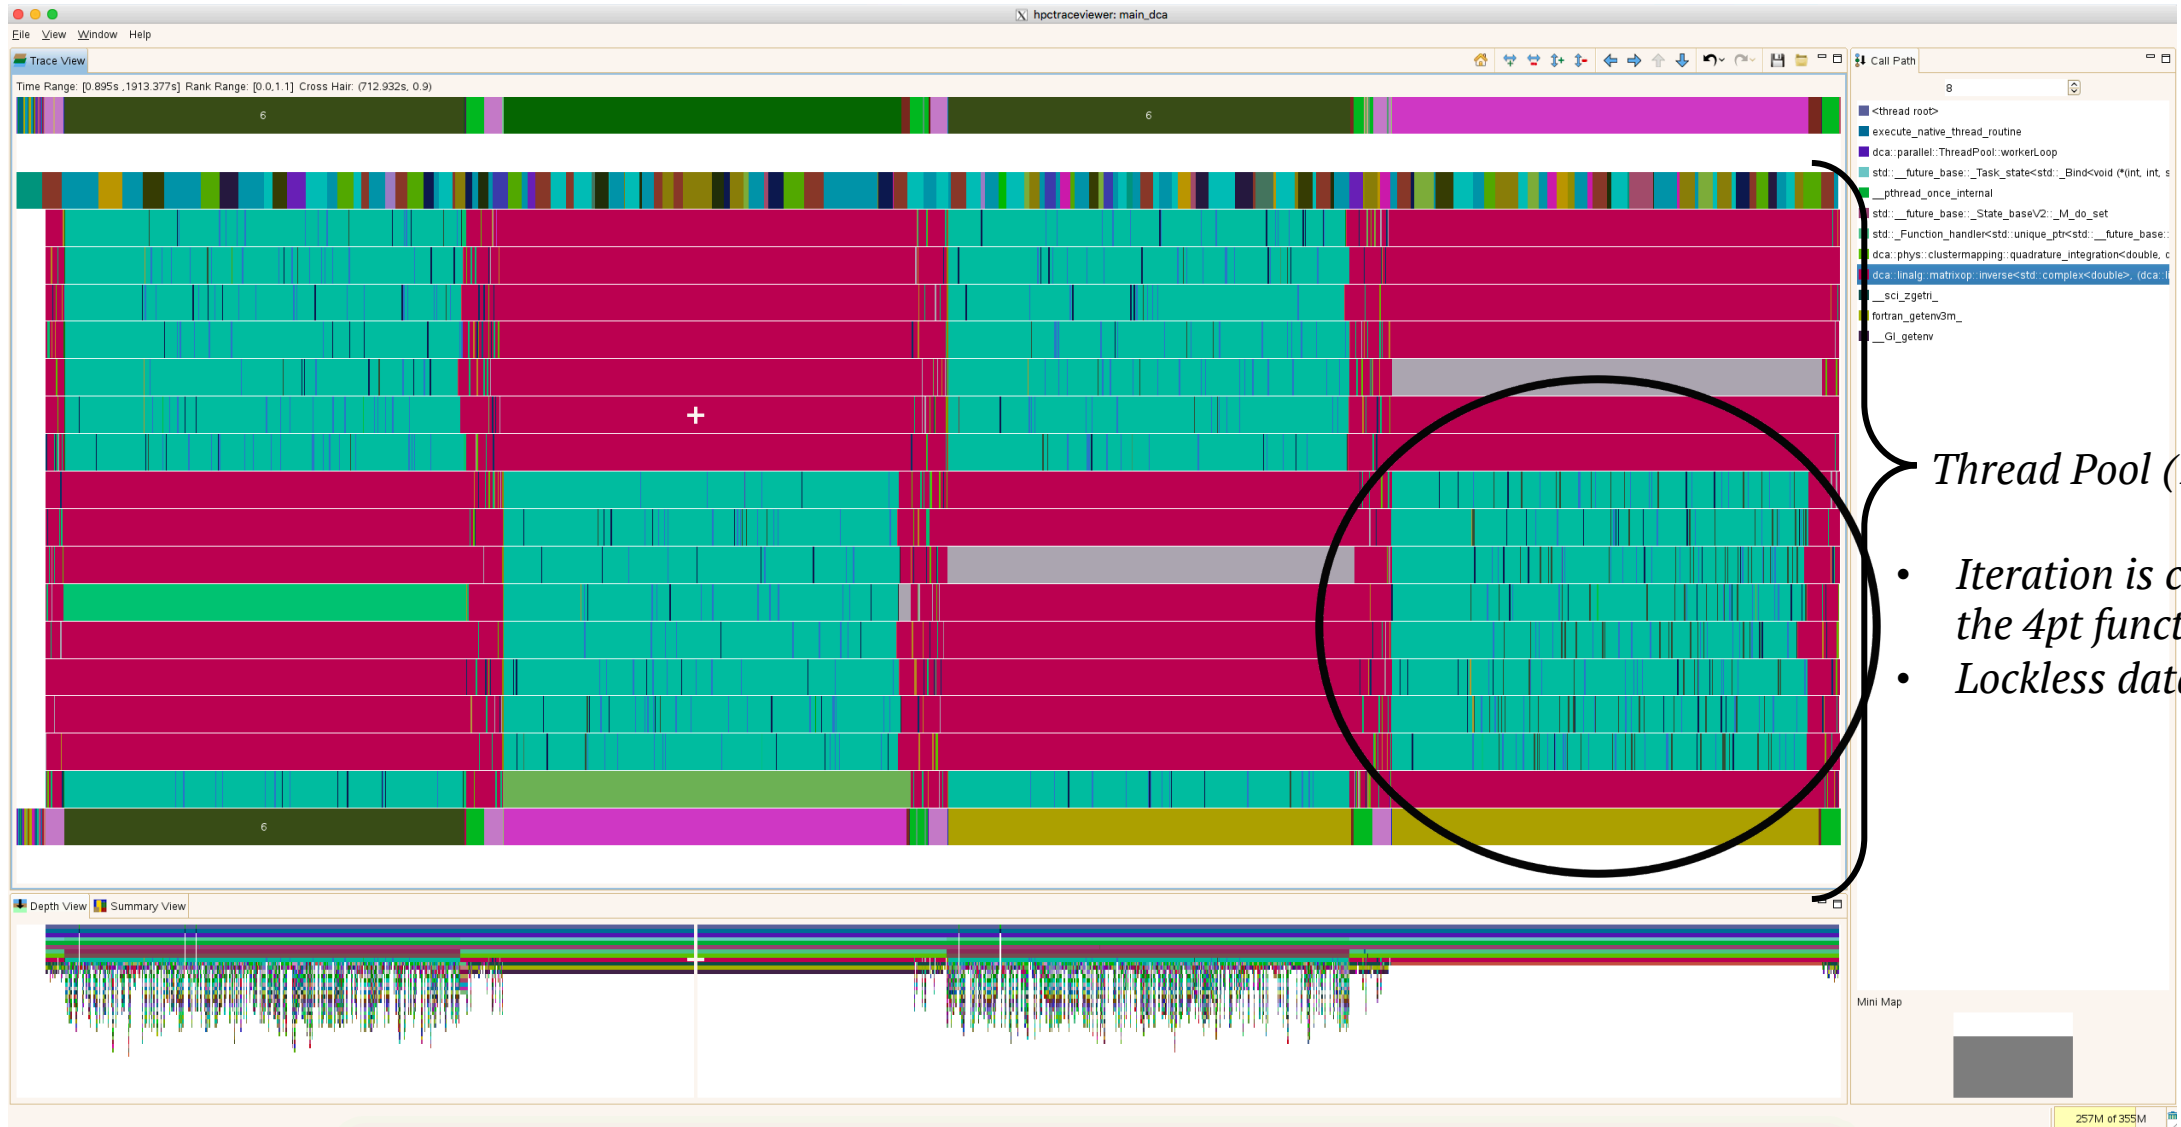 hpctraceviewer: main_dca
File View Window Help
Trace View
Time Range: [0.895s ,1913.377s] Rank Range: [0.0,1.1] Cross Hair: (712.932s, 0.9)
6
6
6
Depth View Summary View
Call Path
8
<thread root>
execute_native_thread_routine
dca::parallel::ThreadPool::workerLoop
std::__future_base::_Task_state<std::_Bind<void (*(int, int, s
__pthread_once_internal
std::__future_base::_State_baseV2::_M_do_set
std::_Function_handler<std::unique_ptr<std::__future_base::
dca::phys::clustermapping::quadrature_integration<double,
dca::linalg::matrixop::inverse<std::complex<double>, (dca::li
__sci_zgetri_
fortran_getenv3m_
__GI_getenv
Thread Pool (
• Iteration is
the 4pt
• Lockless
Mini Map
257M of 355M